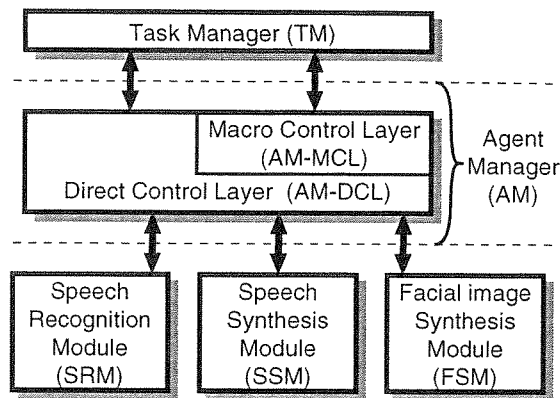 Task Manager (TM)
Macro Control Layer
(AM-MCL)
Direct Control Layer (AM-DCL)
Agent
Manager
(AM)
Speech
Recognition
Module
(SRM)
Speech
Synthesis
Module
(SSM)
Facial image
Synthesis
Module
(FSM)